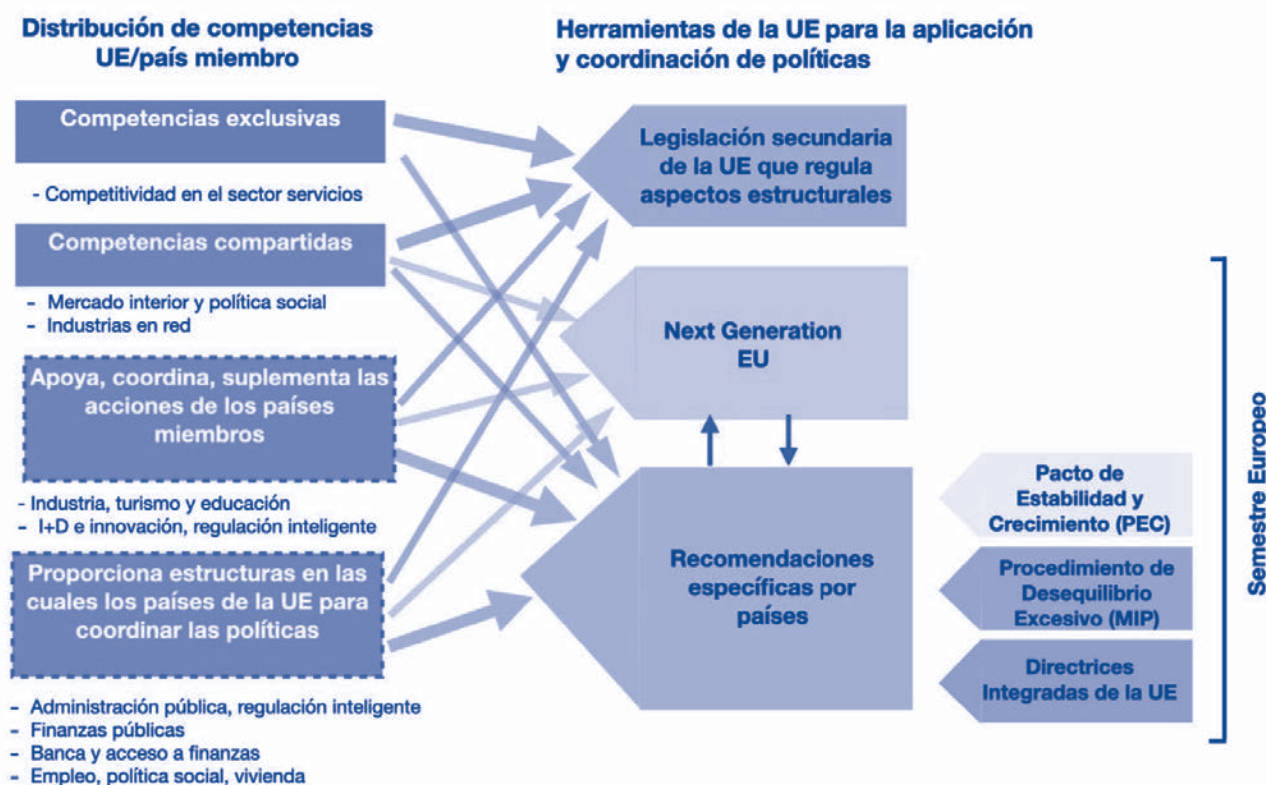 Distribución de competencias
UE/país miembro
Competencias exclusivas
- Competitividad en el sector servicios
Competencias compartidas
- Mercado interior y política social
- Industrias en red
Apoya, coordina, suplementa las
acciones de los países
miembros
- Industria, turismo y educación
- I+D e innovación, regulación inteligente
Proporciona estructuras en las
cuales los países de la UE para
coordinar las políticas
- Administración pública, regulación inteligente
- Finanzas públicas
- Banca y acceso a finanzas
- Empleo, política social, vivienda
Herramientas de la UE para la aplicación
y coordinación de políticas
Legislación secundaria
de la UE que regula
aspectos estructurales
Next Generation
EU
Recomendaciones
específicas por
países
Pacto de
Estabilidad y
Crecimiento (PEC)
Procedimiento de
Desequilibrio
Excesivo (MIP)
Directrices
Integradas de la UE
Semestre Europeo